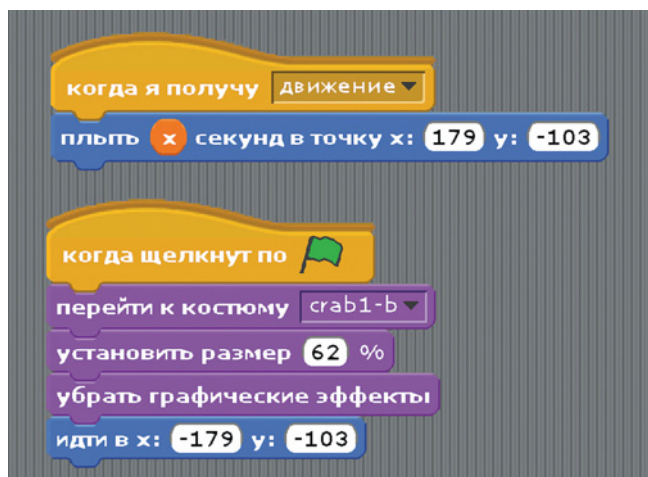 когда я получу движение
плыть x секунд в точку x: 179 y: -103
когда щелкнут по
перейти к костюму crab1-b
установить размер 62 %
убрать графические эффекты
идти в x: -179 y: -103